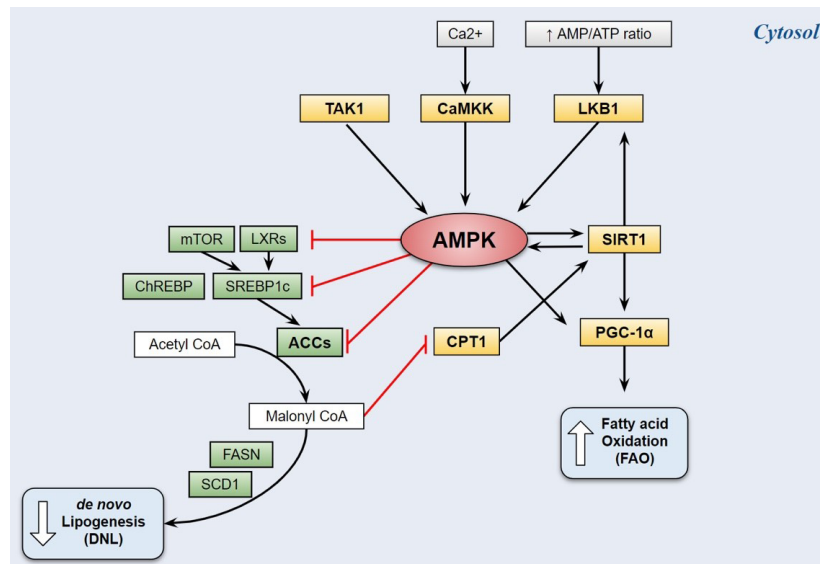 Ca2+
↑ AMP/ATP ratio
Cytosol
TAK1
CaMKK
LKB1
mTOR
LXRs
AMPK
SIRT1
ChREBP
SREBP1c
Acetyl CoA
ACCs
CPT1
PGC-1α
Malonyl CoA
Fatty acid
Oxidation
(FAO)
FASN
SCD1
de novo
Lipogenesis
(DNL)